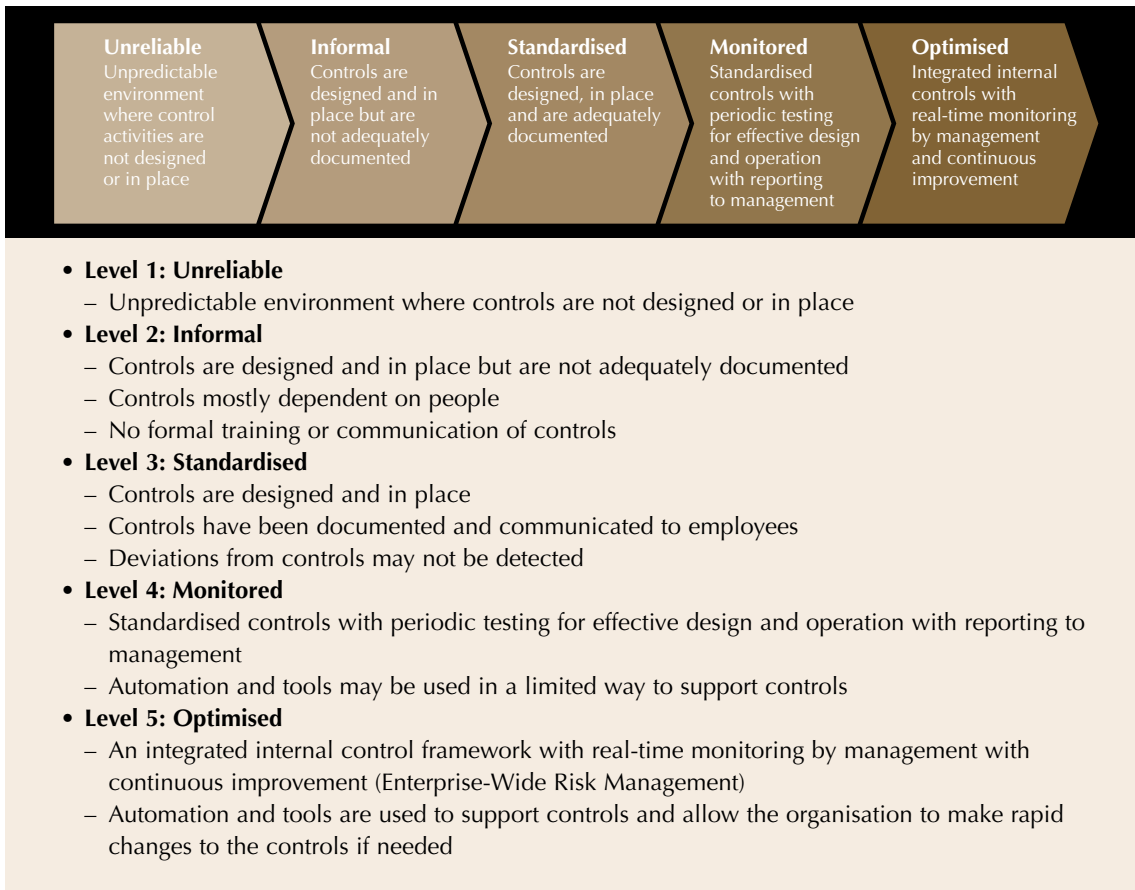 Unreliable
Unpredictable
environment
where control
activities are
not designed
or in place
Informal
Controls are
designed and in
place but are
not adequately
documented
Standardised
Controls are
designed, in place
and are adequately
documented
Monitored
Standardised
controls with
periodic testing
for effective design
and operation
with reporting
to management
Optimised
Integrated internal
controls with
real-time monitoring
by management
and continuous
improvement
• Level 1: Unreliable
– Unpredictable environment where controls are not designed or in place
• Level 2: Informal
– Controls are designed and in place but are not adequately documented
– Controls mostly dependent on people
– No formal training or communication of controls
• Level 3: Standardised
– Controls are designed and in place
– Controls have been documented and communicated to employees
– Deviations from controls may not be detected
• Level 4: Monitored
– Standardised controls with periodic testing for effective design and operation with reporting to
management
– Automation and tools may be used in a limited way to support controls
• Level 5: Optimised
– An integrated internal control framework with real-time monitoring by management with
continuous improvement (Enterprise-Wide Risk Management)
– Automation and tools are used to support controls and allow the organisation to make rapid
changes to the controls if needed